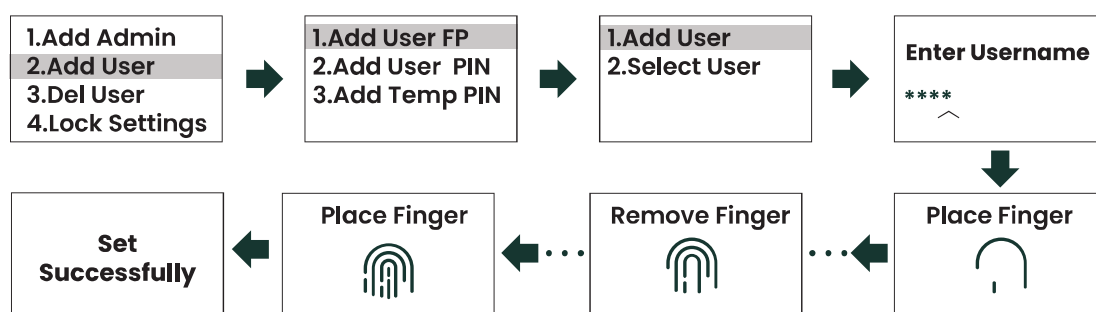 1.Add Admin
2.Add User
3.Del User
4.Lock Settings
1.Add User FP
2.Add User PIN
3.Add Temp PIN
1.Add User
2.Select User
Enter Username
****
Place Finger
Remove Finger
Place Finger
Set
Successfully